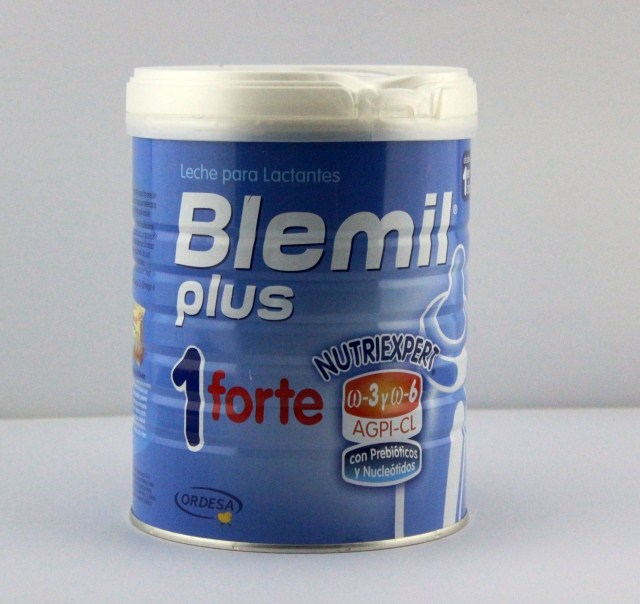 Leche para Lactantes
Blemil®
plus
1 forte
NUTRIEXPERT
ω-3 y ω-6
AGPI-CL
con Prebióticos
y Nucleótidos
ORDESA